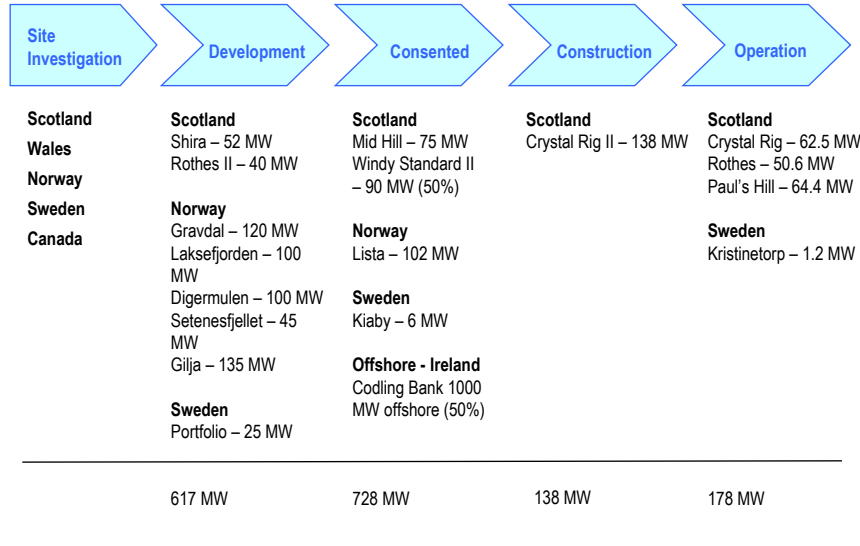 Site
Investigation
Development
Consented
Construction
Operation
Scotland
Wales
Norway
Sweden
Canada
Scotland
Shira – 52 MW
Rothes II – 40 MW
Norway
Gravdal – 120 MW
Laksefjorden – 100
MW
Digermulen – 100 MW
Setenesfjellet – 45
MW
Gilja – 135 MW
Sweden
Portfolio – 25 MW
Scotland
Mid Hill – 75 MW
Windy Standard II
– 90 MW (50%)
Norway
Lista – 102 MW
Sweden
Kiaby – 6 MW
Offshore - Ireland
Codling Bank 1000
MW offshore (50%)
Scotland
Crystal Rig II – 138 MW
Scotland
Crystal Rig – 62.5 MW
Rothes – 50.6 MW
Paul's Hill – 64.4 MW
Sweden
Kristinetorp – 1.2 MW
617 MW
728 MW
138 MW
178 MW